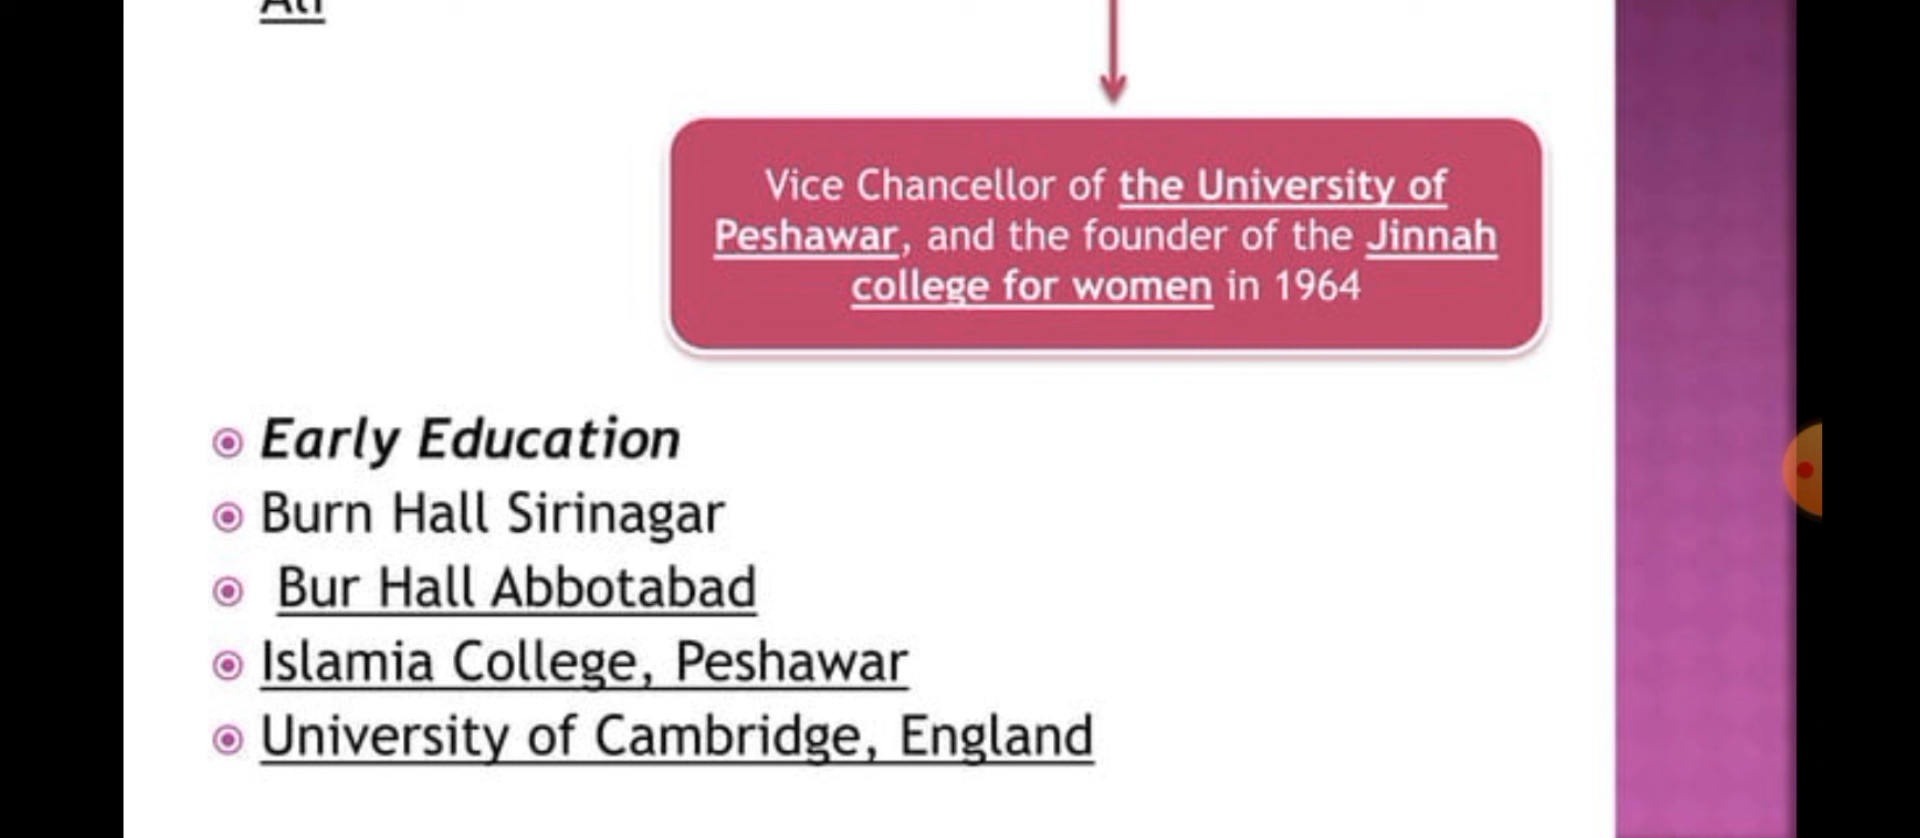 Vice Chancellor of the University of
Peshawar, and the founder of the Jinnah
college for women in 1964
Early Education
Burn Hall Sirinagar
Bur Hall Abbotabad
Islamia College, Peshawar
University of Cambridge, England